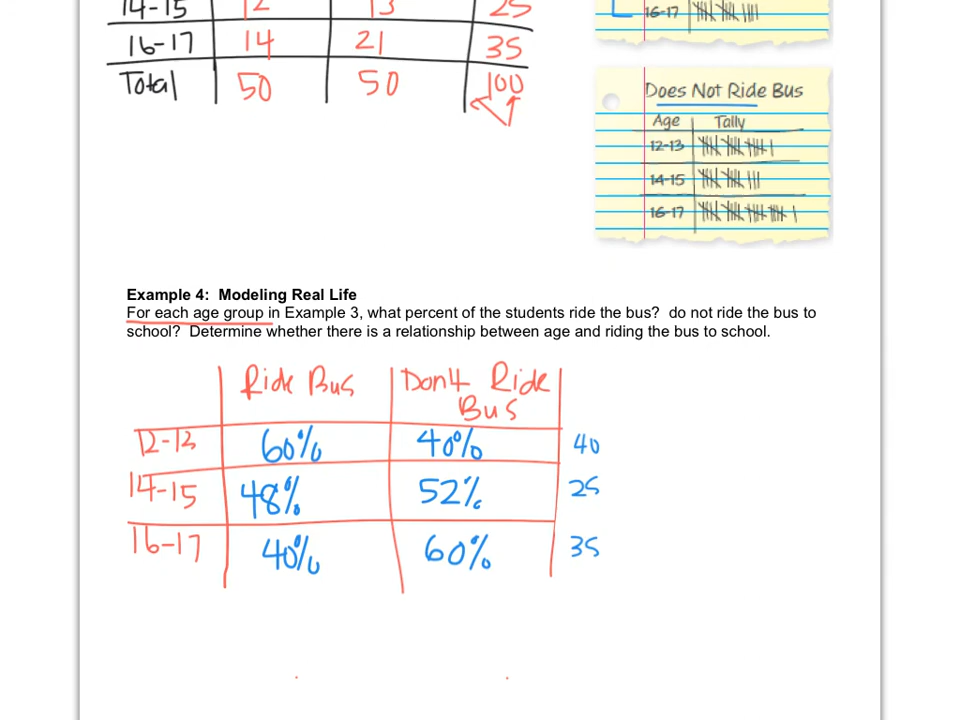 14-15 12 13 25
16-17 14 21 35
Total 50 50 100
16-17
Does Not Ride Bus
Age Tally
12-13
14-15
16-17
Example 4: Modeling Real Life
For each age group in Example 3, what percent of the students ride the bus? do not ride the bus to
school? Determine whether there is a relationship between age and riding the bus to school.
Ride Bus Don't Ride
Bus
12-13 60% 40% 40
14-15 48% 52% 25
16-17 40% 60% 35